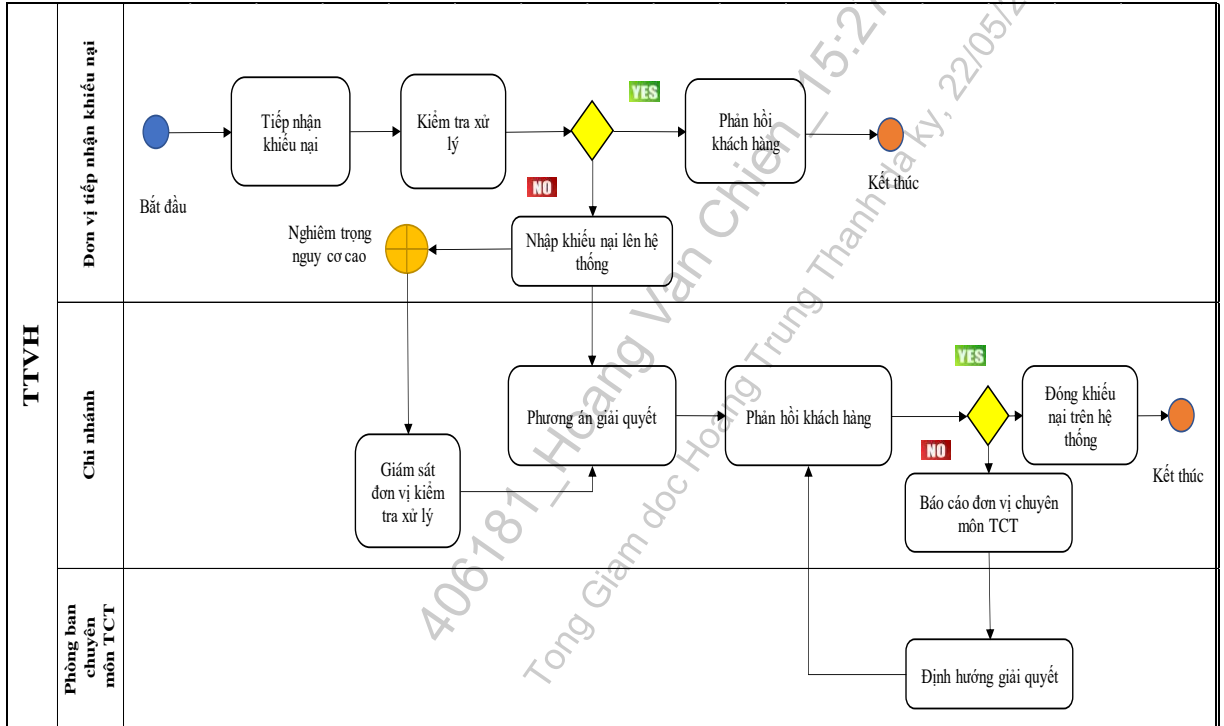 TTVH
Đơn vị tiếp nhận khiếu nại
Bắt đầu
Tiếp nhận
khiếu nại
Kiểm tra xử
lý
YES
NO
Phản hồi
khách hàng
Kết thúc
Nghiêm trọng
nguy cơ cao
Nhập khiếu nại lên hệ
thống
Chi nhánh
Giám sát
đơn vị kiểm
tra xử lý
Phương án giải quyết
Phản hồi khách hàng
YES
NO
Đóng khiếu
nại trên hệ
thống
Kết thúc
Báo cáo đơn vị chuyên
môn TCT
Phòng ban
chuyên
môn TCT
Định hướng giải quyết
406181_Hoang Van Chien_ 15:2
Tong Giam doc Hoang Trung Thanh da ky, 22/05/